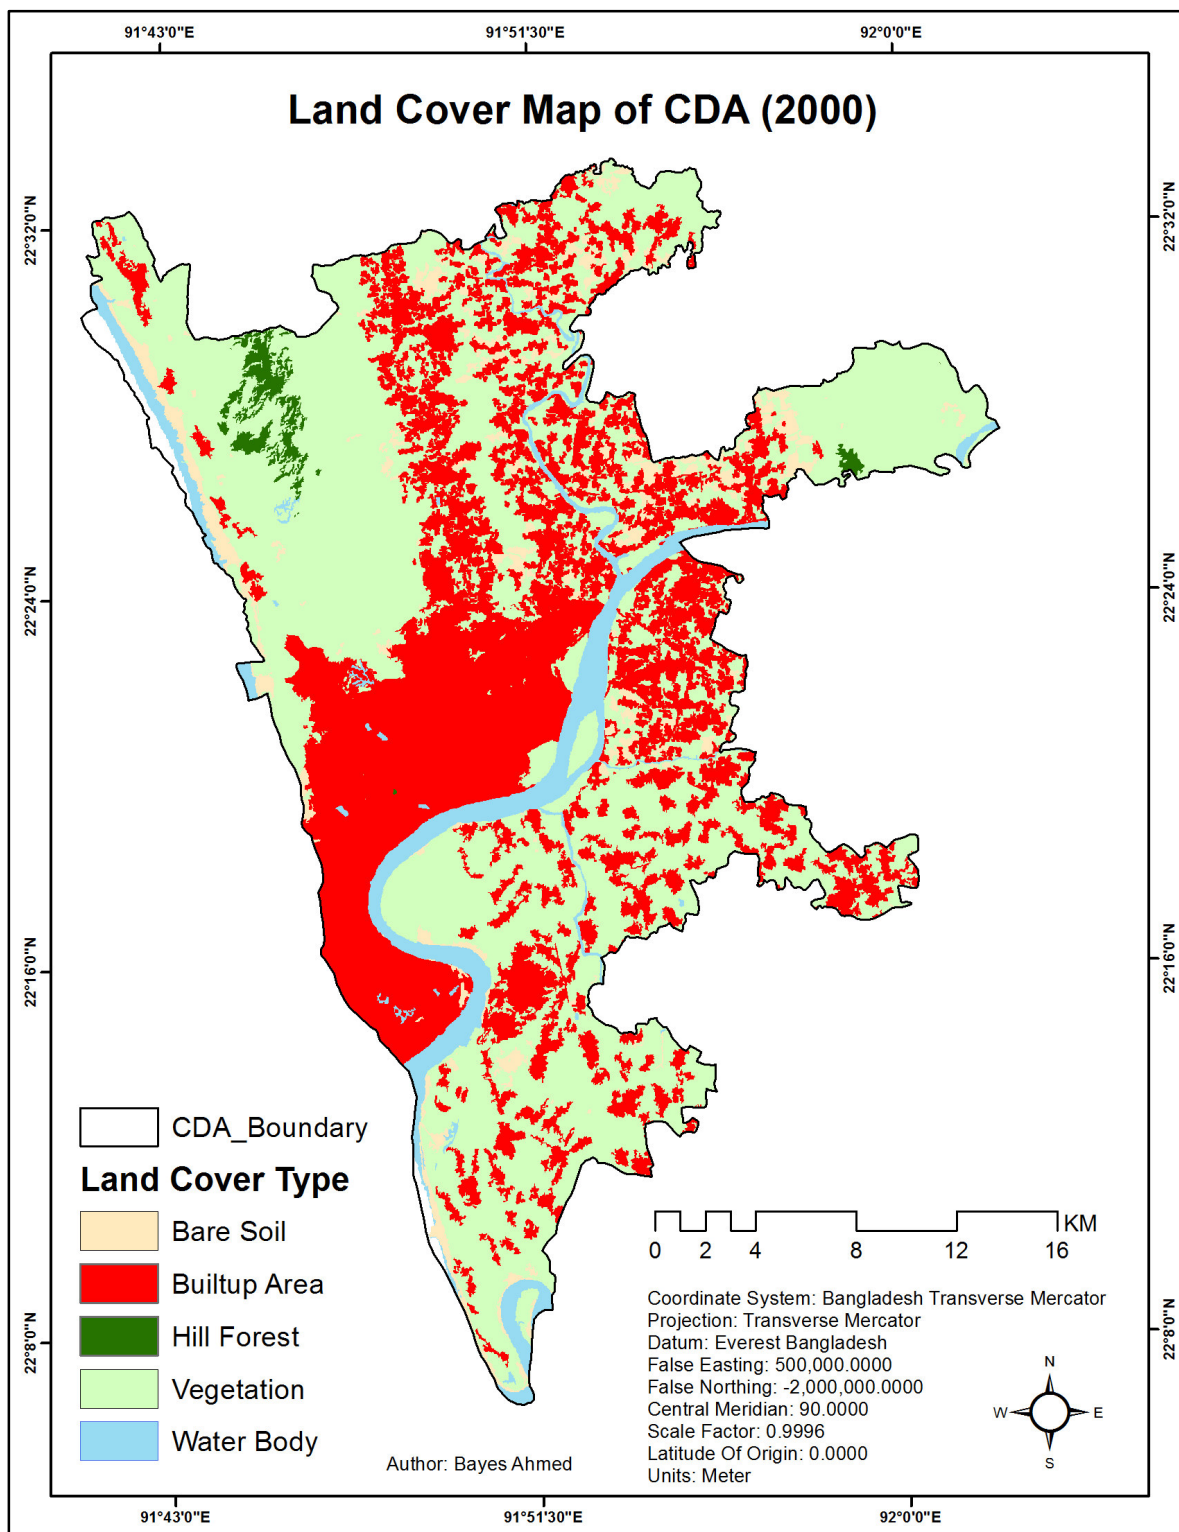 91°43'0"E 91°51'30"E 92°0'0"E
Land Cover Map of CDA (2000)
22°32'0"N 22°32'0"N
22°24'0"N 22°24'0"N
22°16'0"N 22°16'0"N
22°8'0"N 22°8'0"N
CDA_Boundary
Land Cover Type
Bare Soil
Builtup Area
Hill Forest
Vegetation
Water Body
KM
0 2 4 8 12 16
Coordinate System: Bangladesh Transverse Mercator
Projection: Transverse Mercator
Datum: Everest Bangladesh
False Easting: 500,000.0000
False Northing: -2,000,000.0000
Central Meridian: 90.0000
Scale Factor: 0.9996
Latitude Of Origin: 0.0000
Units: Meter
N
W E
S
Author: Bayes Ahmed
91°43'0"E 91°51'30"E 92°0'0"E